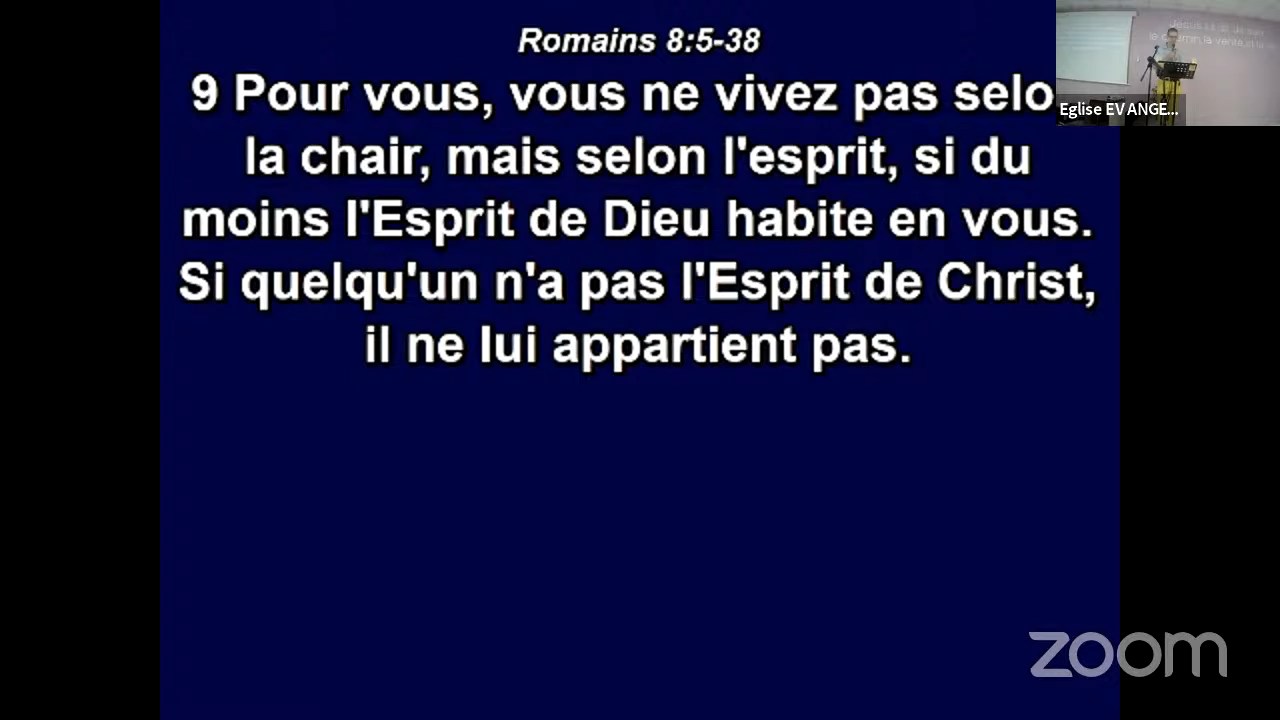 Romains 8:5-38
9 Pour vous, vous ne vivez pas selo
la chair, mais selon l'esprit, si du
moins l'Esprit de Dieu habite en vous.
Si quelqu'un n'a pas l'Esprit de Christ,
il ne lui appartient pas.
Eglise EVANGE...
zoom